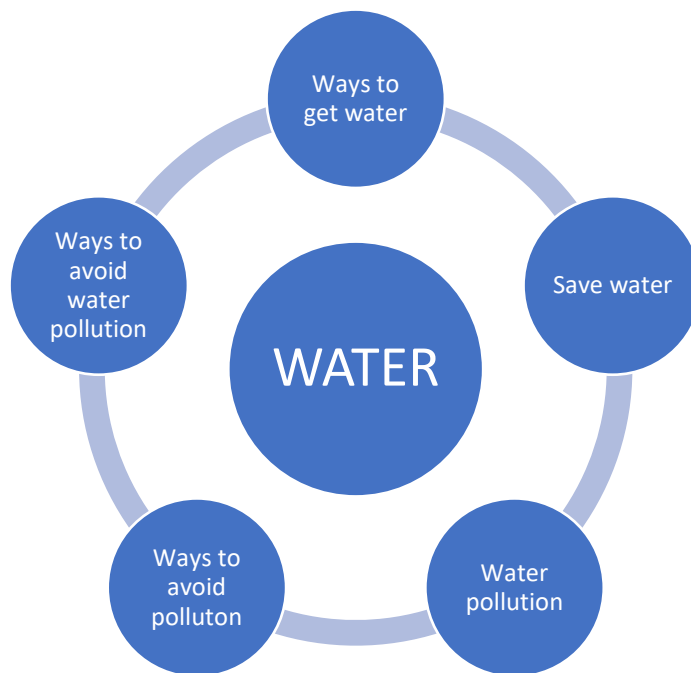 Ways to
get water
Save water
Water
pollution
Ways to
avoid
polluton
Ways to
avoid
water
pollution
WATER